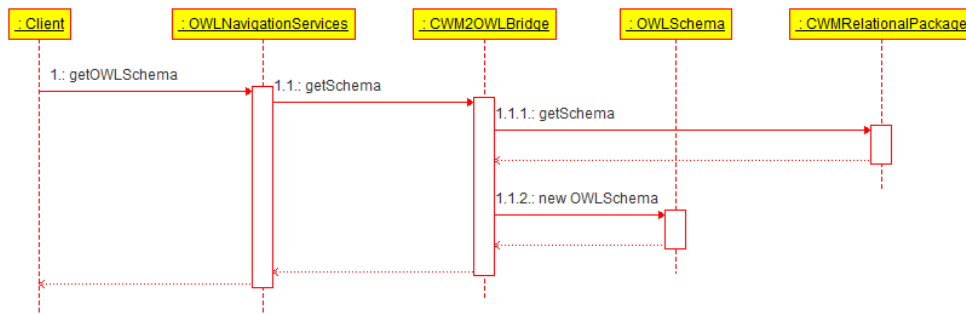 : Client
: OWLNavigationServices
: CWM2OWLBridge
: OWLSchema
: CWMRelationalPackage
1.: getOWLSchema
1.1.: getSchema
1.1.1.: getSchema
1.1.2.: new OWLSchema